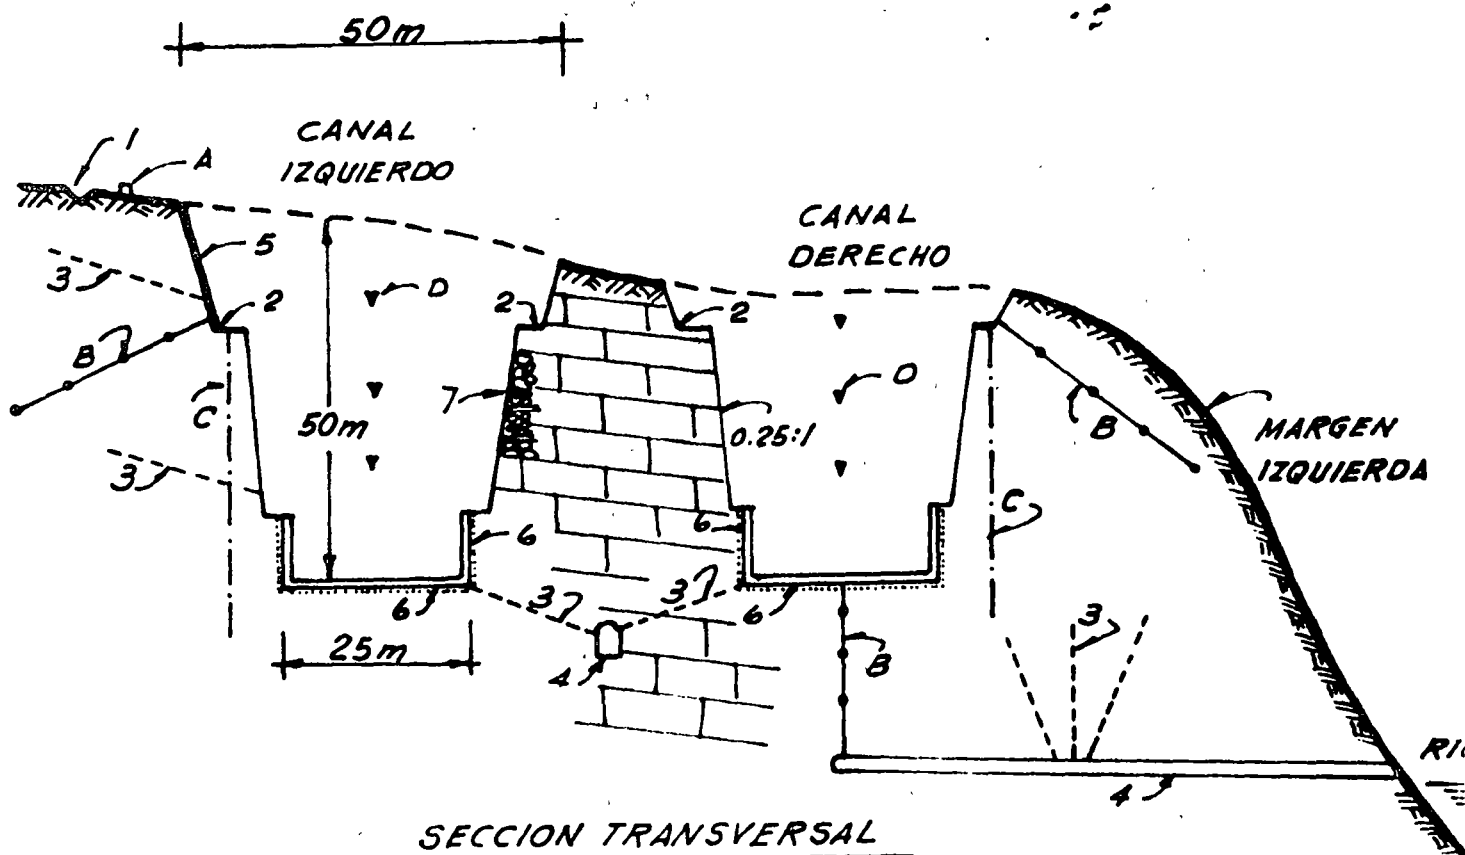 50m
CANAL
IZQUIERDO
1
A
CANAL
DERECHO
5
3
D
2
2
2
B
C
7
50m
D
0.25:1
B
MARGEN
IZQUIERDA
3
C
6
6
3
3
6
6
3
25m
4
B
4
SECCION TRANSVERSAL